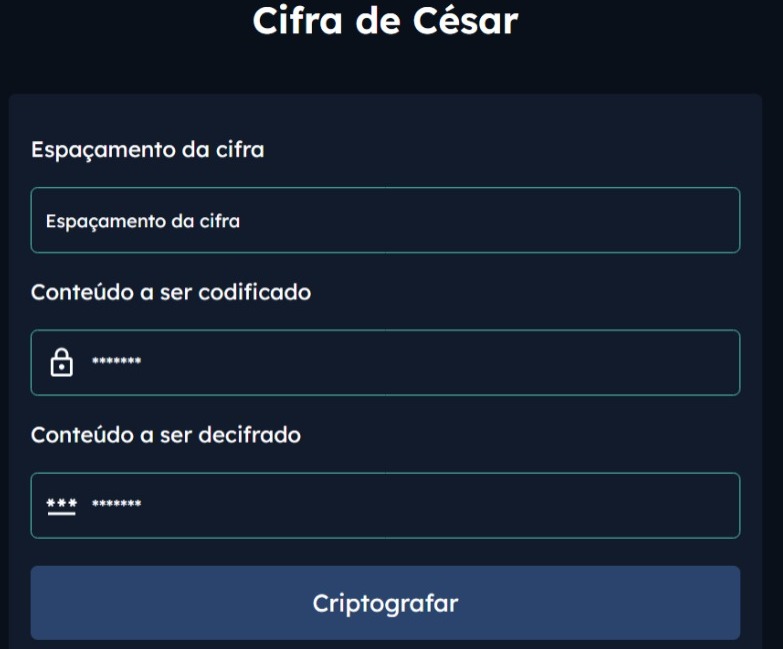 Cifra de César
Espaçamento da cifra
Espaçamento da cifra
Conteúdo a ser codificado
*******
Conteúdo a ser decifrado
*** *******
Criptografar